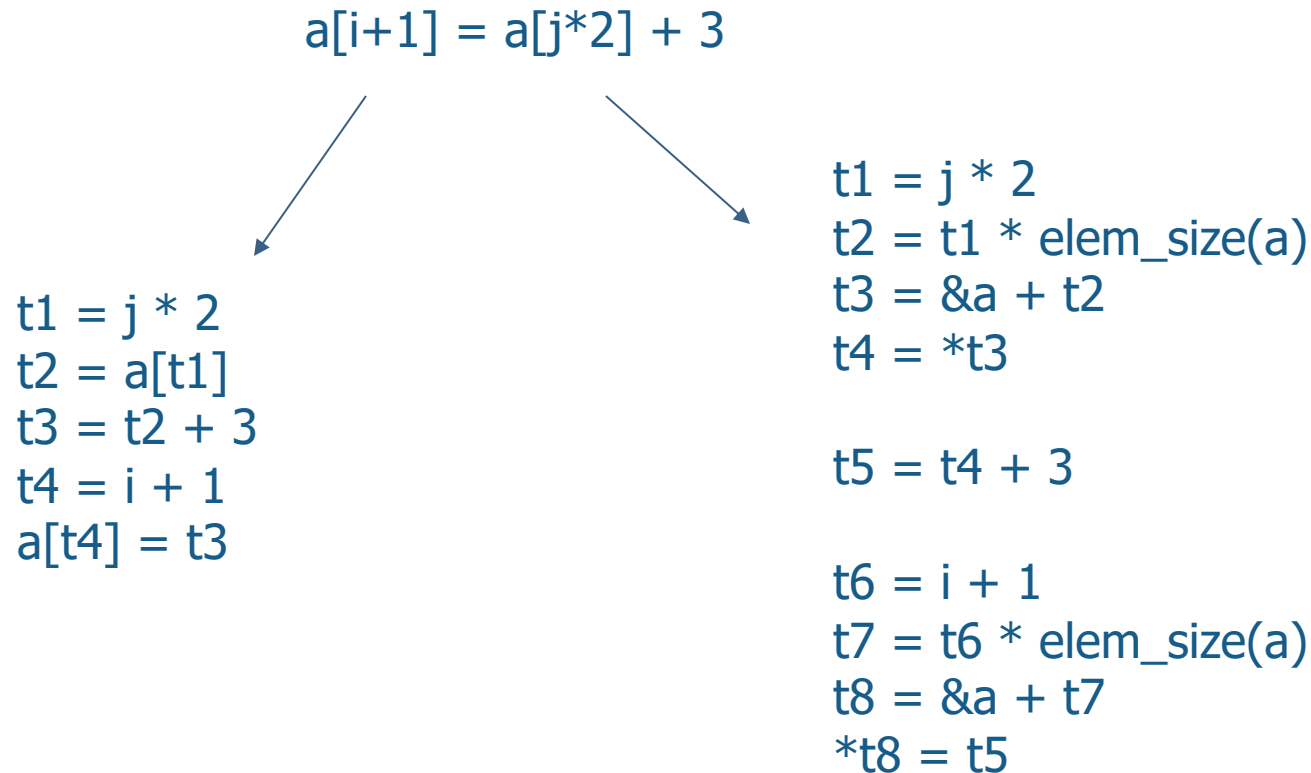 a[i+1] = a[j*2] + 3
t1 = j * 2
t2 = a[t1]
t3 = t2 + 3
t4 = i + 1
a[t4] = t3
t1 = j * 2
t2 = t1 * elem_size(a)
t3 = &a + t2
t4 = *t3
t5 = t4 + 3
t6 = i + 1
t7 = t6 * elem_size(a)
t8 = &a + t7
*t8 = t5